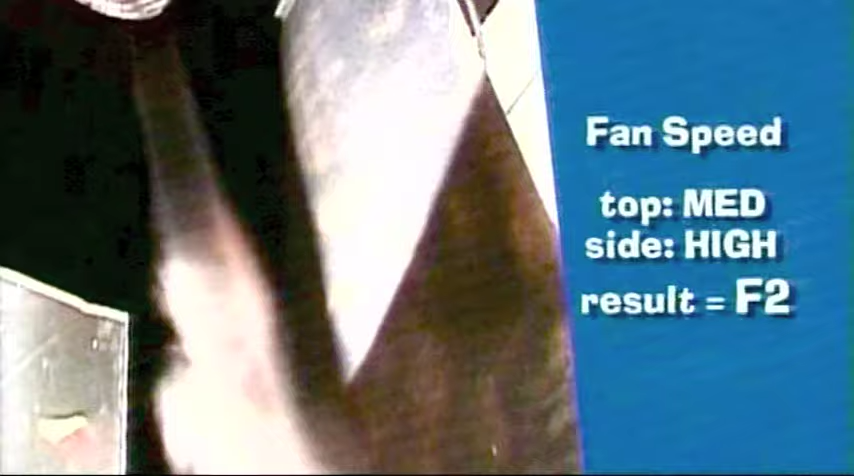 Fan Speed
top: MED
side: HIGH
result = F2